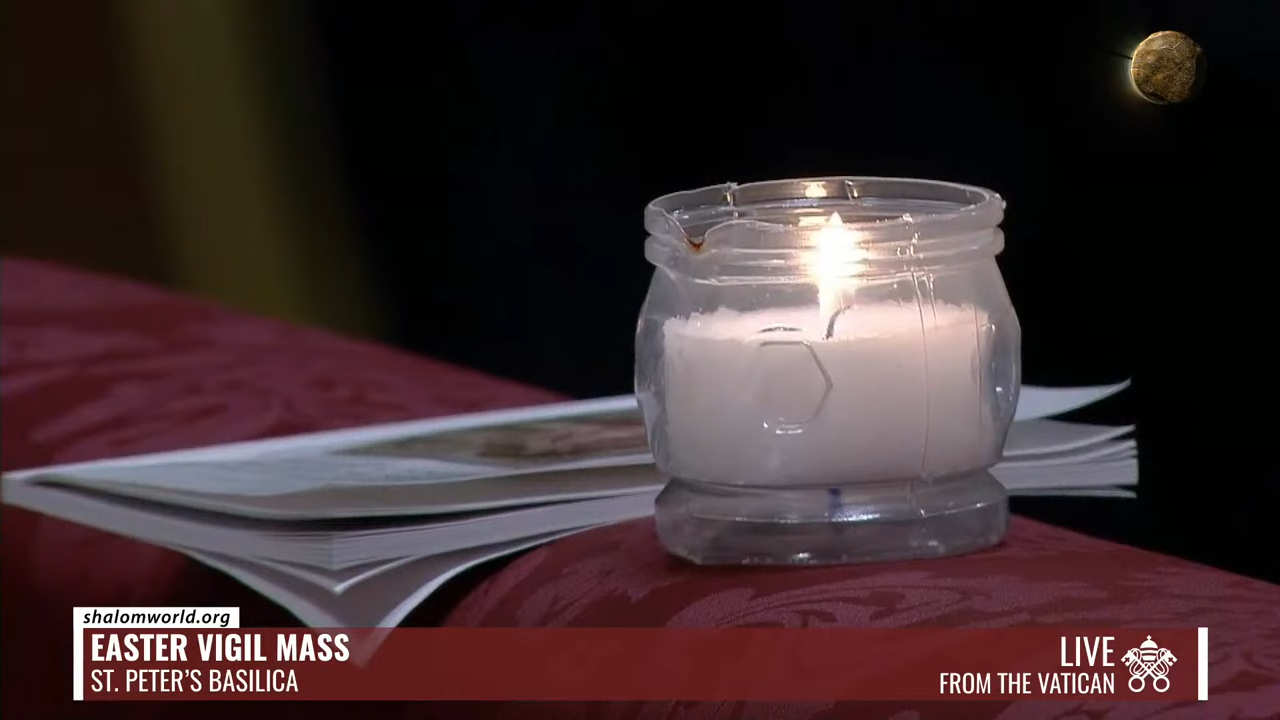 shalomworld.org
EASTER VIGIL MASS
ST. PETER'S BASILICA
LIVE
FROM THE VATICAN